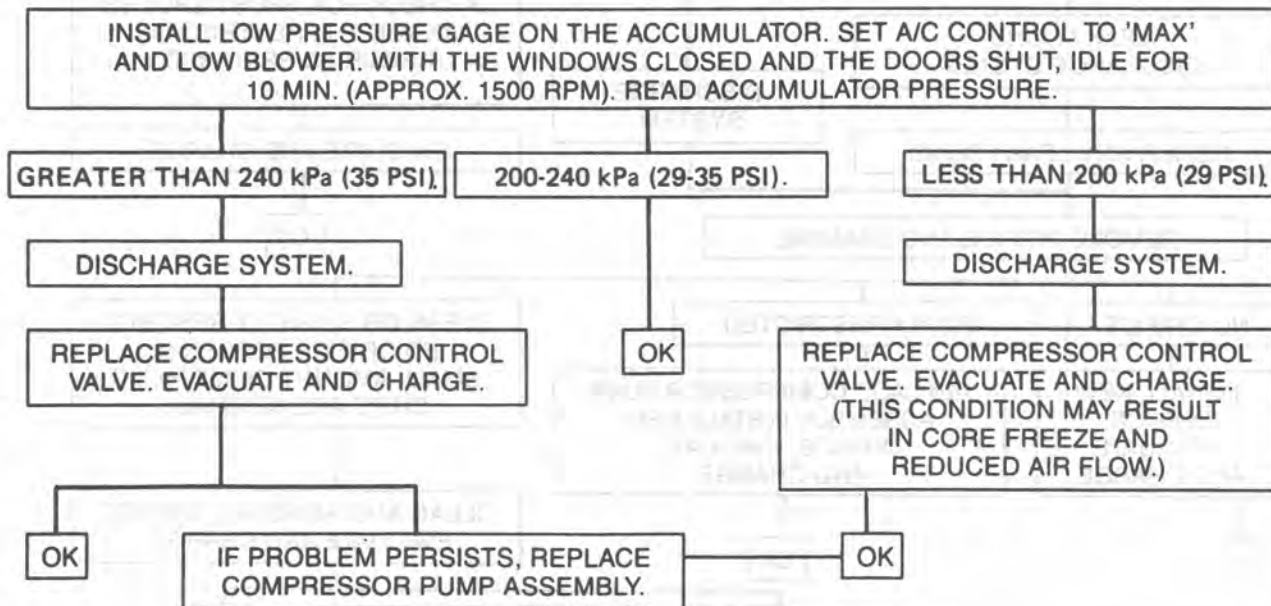 INSTALL LOW PRESSURE GAGE ON THE ACCUMULATOR. SET A/C CONTROL TO 'MAX'
AND LOW BLOWER. WITH THE WINDOWS CLOSED AND THE DOORS SHUT, IDLE FOR
10 MIN. (APPROX. 1500 RPM). READ ACCUMULATOR PRESSURE.
GREATER THAN 240 kPa (35 PSI).
200-240 kPa (29-35 PSI).
LESS THAN 200 kPa (29 PSI).
DISCHARGE SYSTEM.
DISCHARGE SYSTEM.
REPLACE COMPRESSOR CONTROL
VALVE. EVACUATE AND CHARGE.
OK
REPLACE COMPRESSOR CONTROL
VALVE. EVACUATE AND CHARGE.
(THIS CONDITION MAY RESULT
IN CORE FREEZE AND
REDUCED AIR FLOW.)
OK
IF PROBLEM PERSISTS, REPLACE
COMPRESSOR PUMP ASSEMBLY.
OK